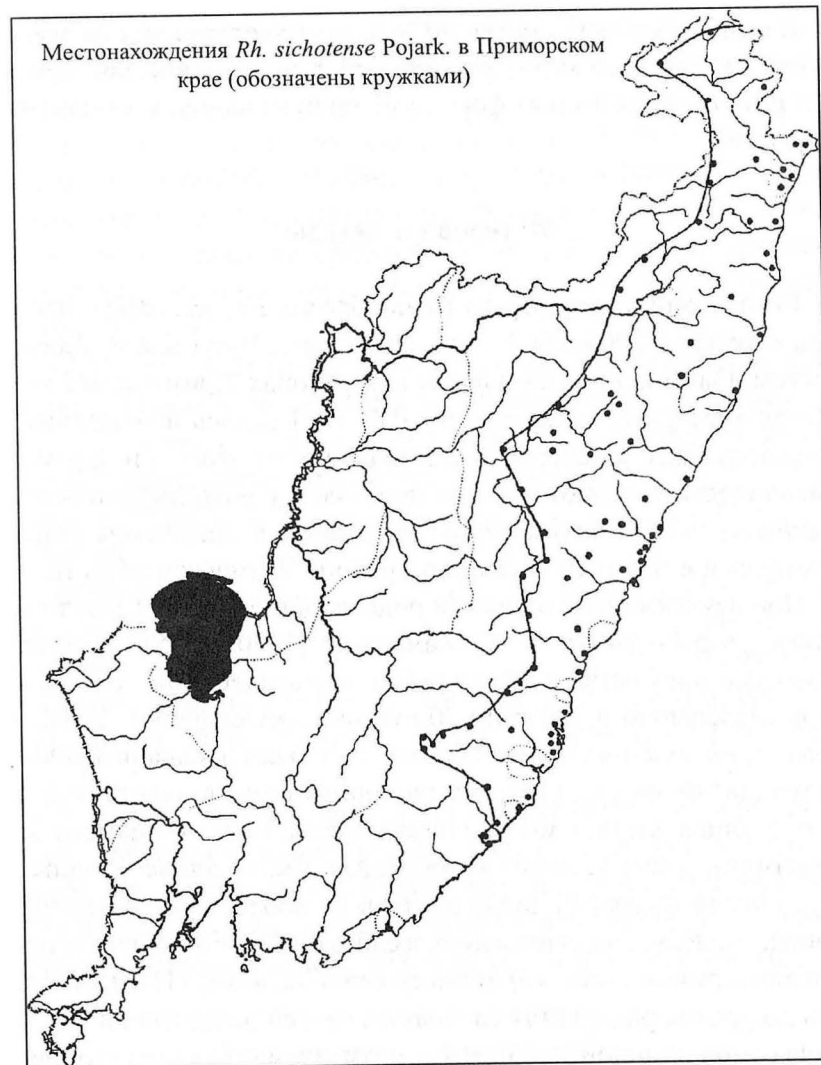 Местонахождения Rh. sichotense Pojark. в Приморском
крае (обозначены кружками)